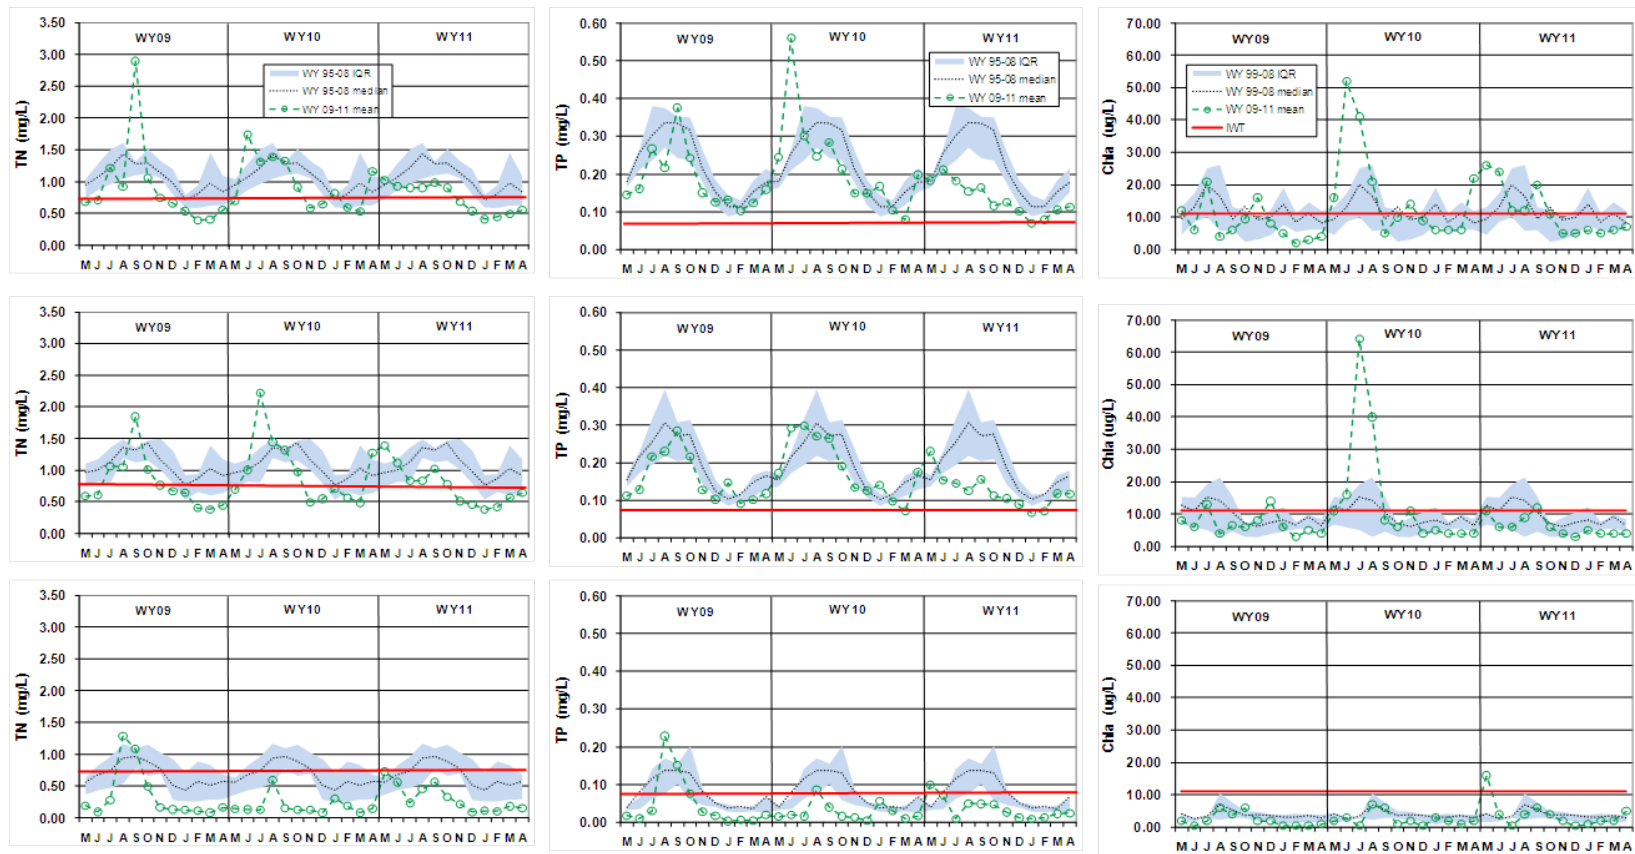 3.50
3.00
2.50
2.00
1.50
1.00
0.50
0.00
TN (mg/L)
WY09
WY10
WY11
WY 95-08 IQR
WY 95-08 median
WY 09-11 mean
M J J A S O N D J F M A M J J A S O N D J F M A M J J A S O N D J F M A
0.60
0.50
0.40
0.30
0.20
0.10
0.00
TP (mg/L)
WY09
WY10
WY11
WY 95-08 IQR
WY 95-08 median
WY 09-11 mean
M J J A S O N D J F M A M J J A S O N D J F M A M J J A S O N D J F M A
70.00
60.00
50.00
40.00
30.00
20.00
10.00
0.00
Chla (ug/L)
WY09
WY10
WY11
WY 99-08 IQR
WY 99-08 median
WY 09-11 mean
IWT
M J J A S O N D J F M A M J J A S O N D J F M A M J J A S O N D J F M A
3.50
3.00
2.50
2.00
1.50
1.00
0.50
0.00
TN (mg/L)
WY09
WY10
WY11
M J J A S O N D J F M A M J J A S O N D J F M A M J J A S O N D J F M A
0.60
0.50
0.40
0.30
0.20
0.10
0.00
TP (mg/L)
WY09
WY10
WY11
M J J A S O N D J F M A M J J A S O N D J F M A M J J A S O N D J F M A
70.00
60.00
50.00
40.00
30.00
20.00
10.00
0.00
Chla (ug/L)
WY09
WY10
WY11
M J J A S O N D J F M A M J J A S O N D J F M A M J J A S O N D J F M A
3.50
3.00
2.50
2.00
1.50
1.00
0.50
0.00
TN (mg/L)
WY09
WY10
WY11
M J J A S O N D J F M A M J J A S O N D J F M A M J J A S O N D J F M A
0.60
0.50
0.40
0.30
0.20
0.10
0.00
TP (mg/L)
WY09
WY10
WY11
M J J A S O N D J F M A M J J A S O N D J F M A M J J A S O N D J F M A
70.00
60.00
50.00
40.00
30.00
20.00
10.00
0.00
Chla (ug/L)
WY09
WY10
WY11
M J J A S O N D J F M A M J J A S O N D J F M A M J J A S O N D J F M A